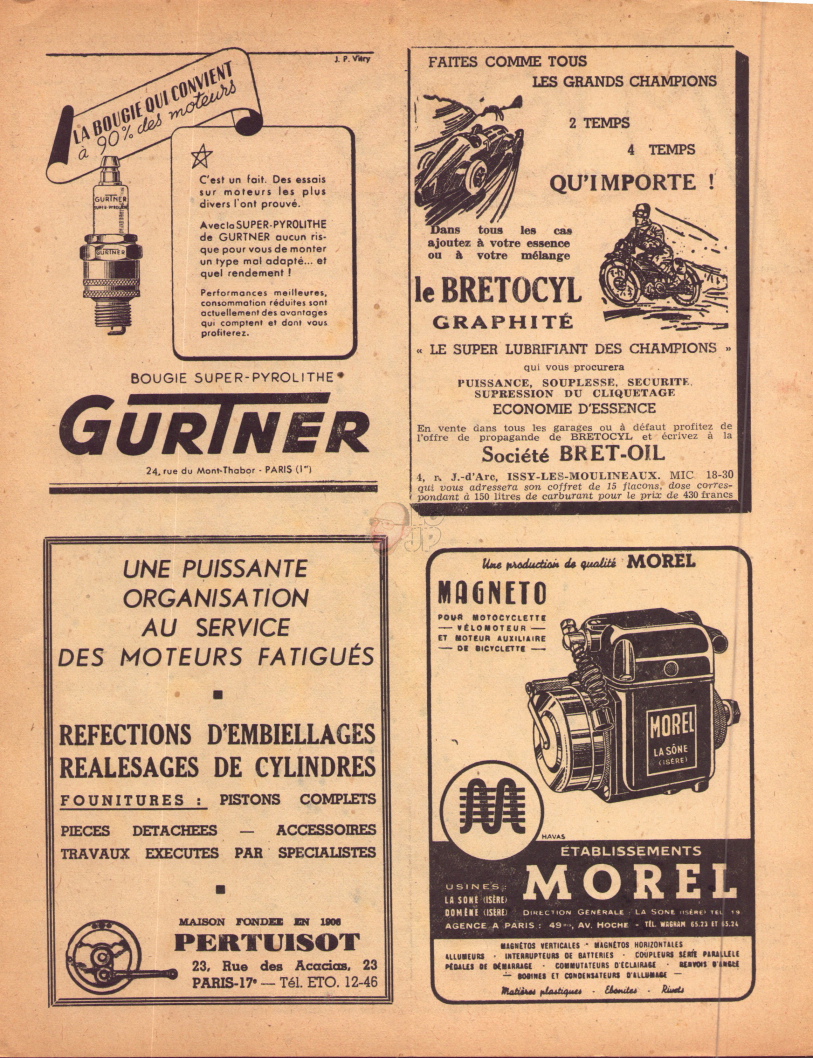 J. P. Vitry
LA BOUGIE QUI CONVIENT
à 90% des moteurs
C'est un fait. Des essais
sur moteurs les plus
divers l'ont prouvé.
Avec la SUPER-PYROLITHE
de GURTNER aucun ris-
que pour vous de monter
un type mal adapté... et
quel rendement !
Performances meilleures,
consommation réduites sont
actuellement des avantages
qui comptent et dont vous
profiterez.
GURTNER
GURTNER
BOUGIE SUPER-PYROLITHE
GURTNER
24, rue du Mont-Thabor - PARIS (1er)
FAITES COMME TOUS
LES GRANDS CHAMPIONS
2 TEMPS
4 TEMPS
QU'IMPORTE !
Dans tous les cas
ajoutez à votre essence
ou à votre mélange
le BRETOCYL
GRAPHITÉ
« LE SUPER LUBRIFIANT DES CHAMPIONS »
qui vous procurera
PUISSANCE, SOUPLESSE, SECURITE
SUPRESSION DU CLIQUETAGE
ECONOMIE D'ESSENCE
En vente dans tous les garages ou à défaut profitez de
l'offre de propagande de BRETOCYL et écrivez à la
Société BRET-OIL
4, r. J.-d'Arc, ISSY-LES-MOULINEAUX. MIC 18-30
qui vous adressera son coffret de 15 flacons, dose corres-
pondant à 150 litres de carburant pour le prix de 430 francs
JP
UNE PUISSANTE
ORGANISATION
AU SERVICE
DES MOTEURS FATIGUÉS
REFECTIONS D'EMBIELLAGES
REALESAGES DE CYLINDRES
FOUNITURES : PISTONS COMPLETS
PIECES DETACHEES — ACCESSOIRES
TRAVAUX EXECUTES PAR SPECIALISTES
MAISON FONDEE EN 1906
PERTUISOT
23, Rue des Acacias, 23
PARIS-17e — Tél. ETO. 12-46
Une production de qualité MOREL
MAGNETO
POUR MOTOCYCLETTE
— VÉLOMOTEUR —
ET MOTEUR AUXILIAIRE
— DE BICYCLETTE —
MOREL
LA SÔNE
(ISÈRE)
HAVAS
ÉTABLISSEMENTS
MOREL
USINES:
LA SONE (ISÈRE)
DOMÈNE (ISÈRE)
DIRECTION GÉNÉRALE · LA SONE (ISÈRE) TEL. 19
AGENCE A PARIS : 49 bis, AV. HOCHE - TÉL. WAGRAM 65.23 ET 65.24
MAGNÉTOS VERTICALES · MAGNÉTOS HORIZONTALES
ALLUMEURS · INTERRUPTEURS DE BATTERIES · COUPLEURS SÉRIE PARALLÈLE
PÉDALES DE DÉMARRAGE · COMMUTATEURS D'ÉCLAIRAGE · RENVOIS D'ANGLE
— BOBINES ET CONDENSATEURS D'ALLUMAGE —
Matières plastiques - Ebonites - Rivets